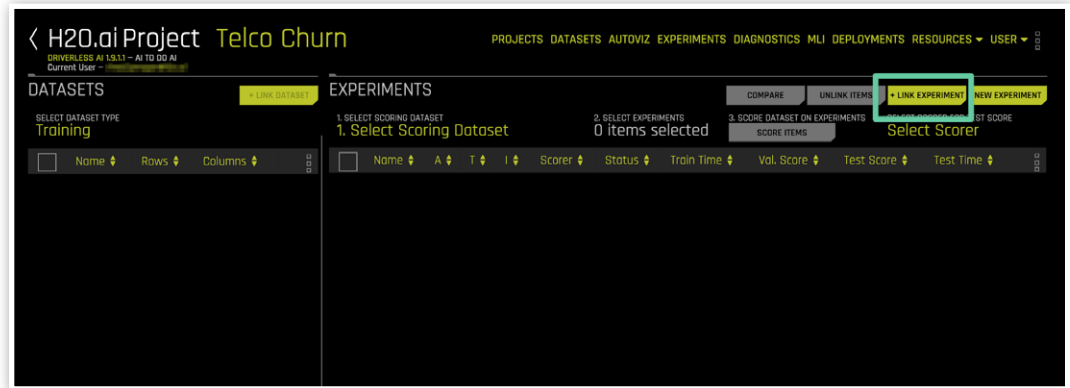 H2O.ai Project Telco Churn
DRIVERLESS AI 1.9.1.1 – AI TO DO AI
Current User –
PROJECTS DATASETS AUTOVIZ EXPERIMENTS DIAGNOSTICS MLI DEPLOYMENTS RESOURCES USER
DATASETS
+ LINK DATASET
SELECT DATASET TYPE
Training
Name Rows Columns
EXPERIMENTS
COMPARE UNLINK ITEMS + LINK EXPERIMENT NEW EXPERIMENT
1. SELECT SCORING DATASET
1. Select Scoring Dataset
2. SELECT EXPERIMENTS
0 items selected
3. SCORE DATASET ON EXPERIMENTS
SCORE ITEMS
TEST SCORE
Select Scorer
Name A T I Scorer Status Train Time Val. Score Test Score Test Time